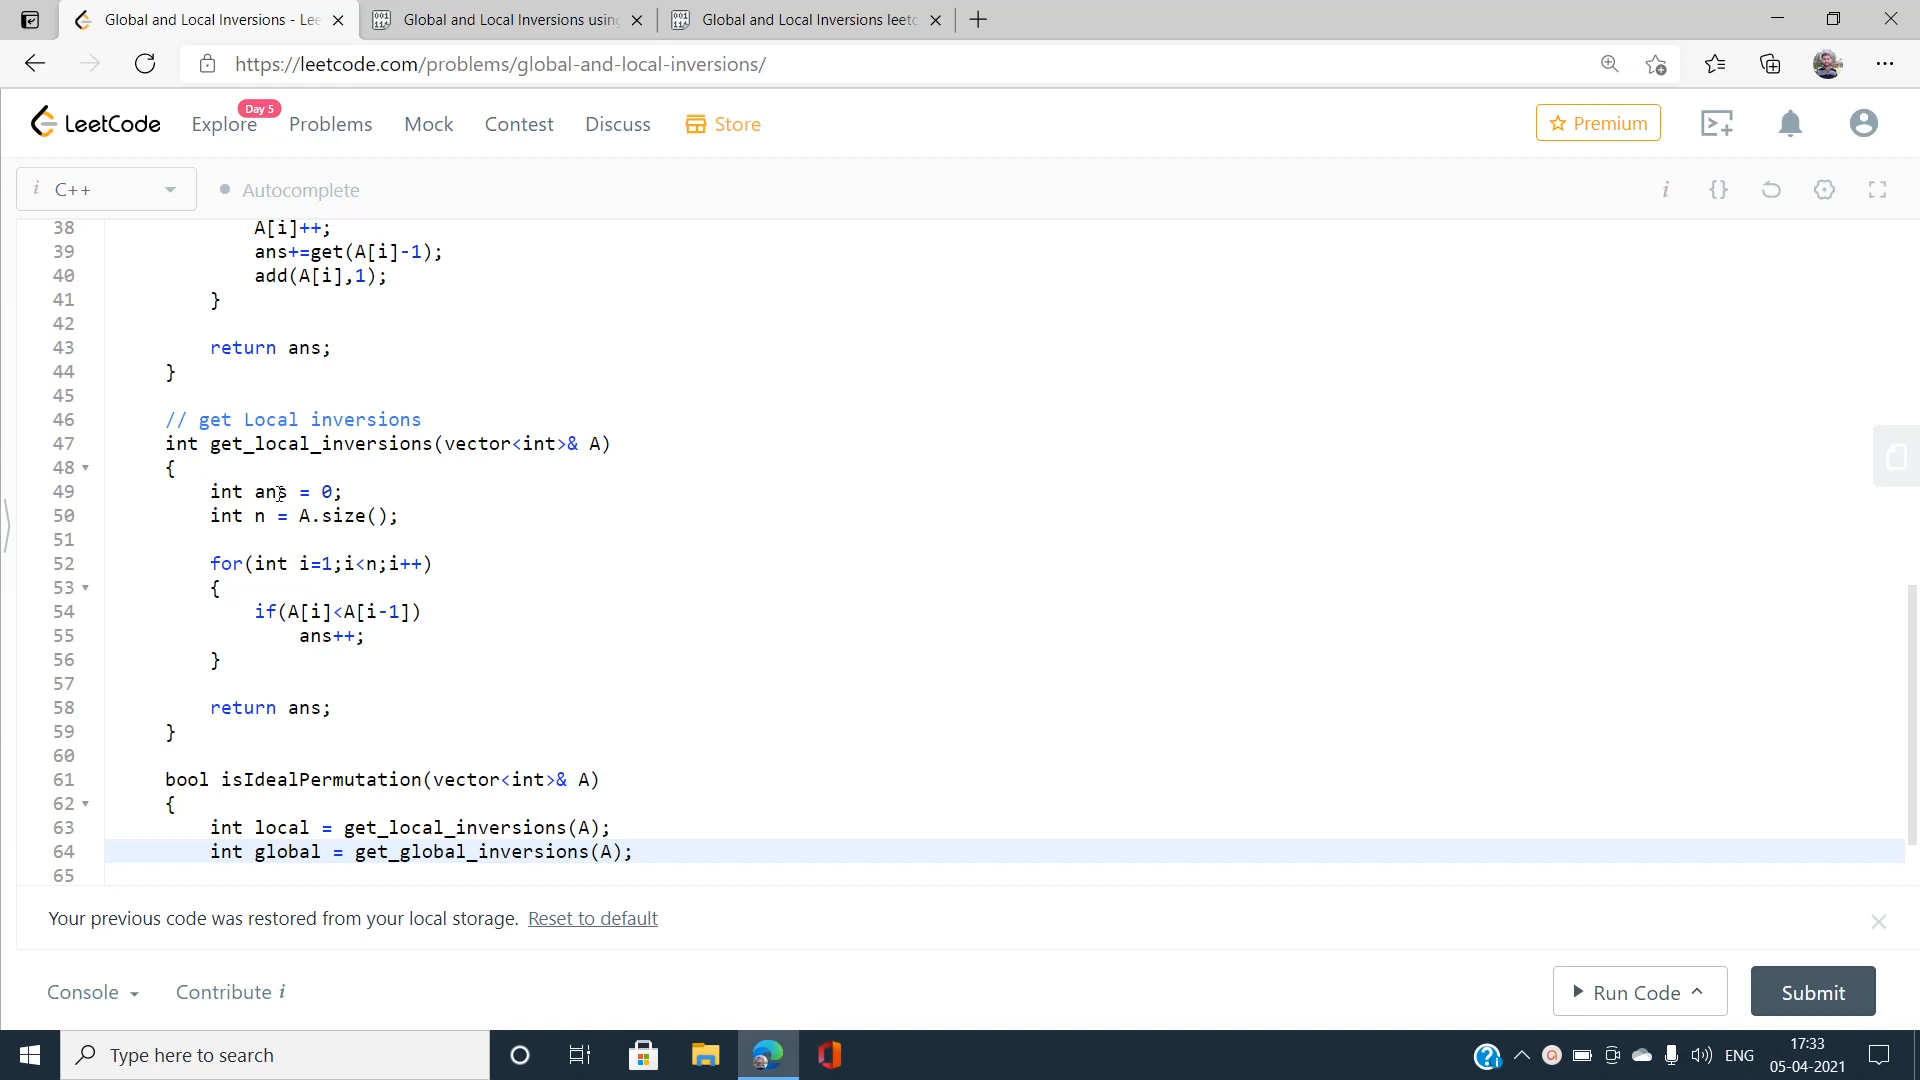 Global and Local Inversions - Lee
Global and Local Inversions using
Global and Local Inversions leetc
https://leetcode.com/problems/global-and-local-inversions/
LeetCode
Explore
Day 5
Problems
Mock
Contest
Discuss
Store
Premium
i C++
Autocomplete
i {}
38 A[i]++;
39 ans+=get(A[i]-1);
40 add(A[i],1);
41 }
42
43 return ans;
44 }
45
46 // get Local inversions
47 int get_local_inversions(vector<int>& A)
48 {
49 int ans = 0;
50 int n = A.size();
51
52 for(int i=1;i<n;i++)
53 {
54 if(A[i]<A[i-1])
55 ans++;
56 }
57
58 return ans;
59 }
60
61 bool isIdealPermutation(vector<int>& A)
62 {
63 int local = get_local_inversions(A);
64 int global = get_global_inversions(A);
65
Your previous code was restored from your local storage. Reset to default
Console
Contribute i
Run Code
Submit
Type here to search
ENG
17:33
05-04-2021